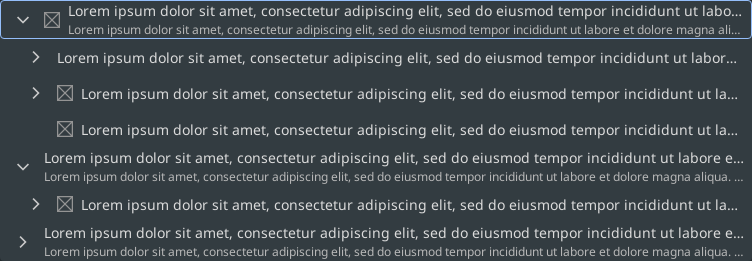 Lorem ipsum dolor sit amet, consectetur adipiscing elit, sed do eiusmod tempor incididunt ut labo...
Lorem ipsum dolor sit amet, consectetur adipiscing elit, sed do eiusmod tempor incididunt ut labore et dolore magna ali...
Lorem ipsum dolor sit amet, consectetur adipiscing elit, sed do eiusmod tempor incididunt ut labor...
Lorem ipsum dolor sit amet, consectetur adipiscing elit, sed do eiusmod tempor incididunt ut la...
Lorem ipsum dolor sit amet, consectetur adipiscing elit, sed do eiusmod tempor incididunt ut la...
Lorem ipsum dolor sit amet, consectetur adipiscing elit, sed do eiusmod tempor incididunt ut labore e...
Lorem ipsum dolor sit amet, consectetur adipiscing elit, sed do eiusmod tempor incididunt ut labore et dolore magna aliqua. ...
Lorem ipsum dolor sit amet, consectetur adipiscing elit, sed do eiusmod tempor incididunt ut la...
Lorem ipsum dolor sit amet, consectetur adipiscing elit, sed do eiusmod tempor incididunt ut labore e...
Lorem ipsum dolor sit amet, consectetur adipiscing elit, sed do eiusmod tempor incididunt ut labore et dolore magna aliqua. ...